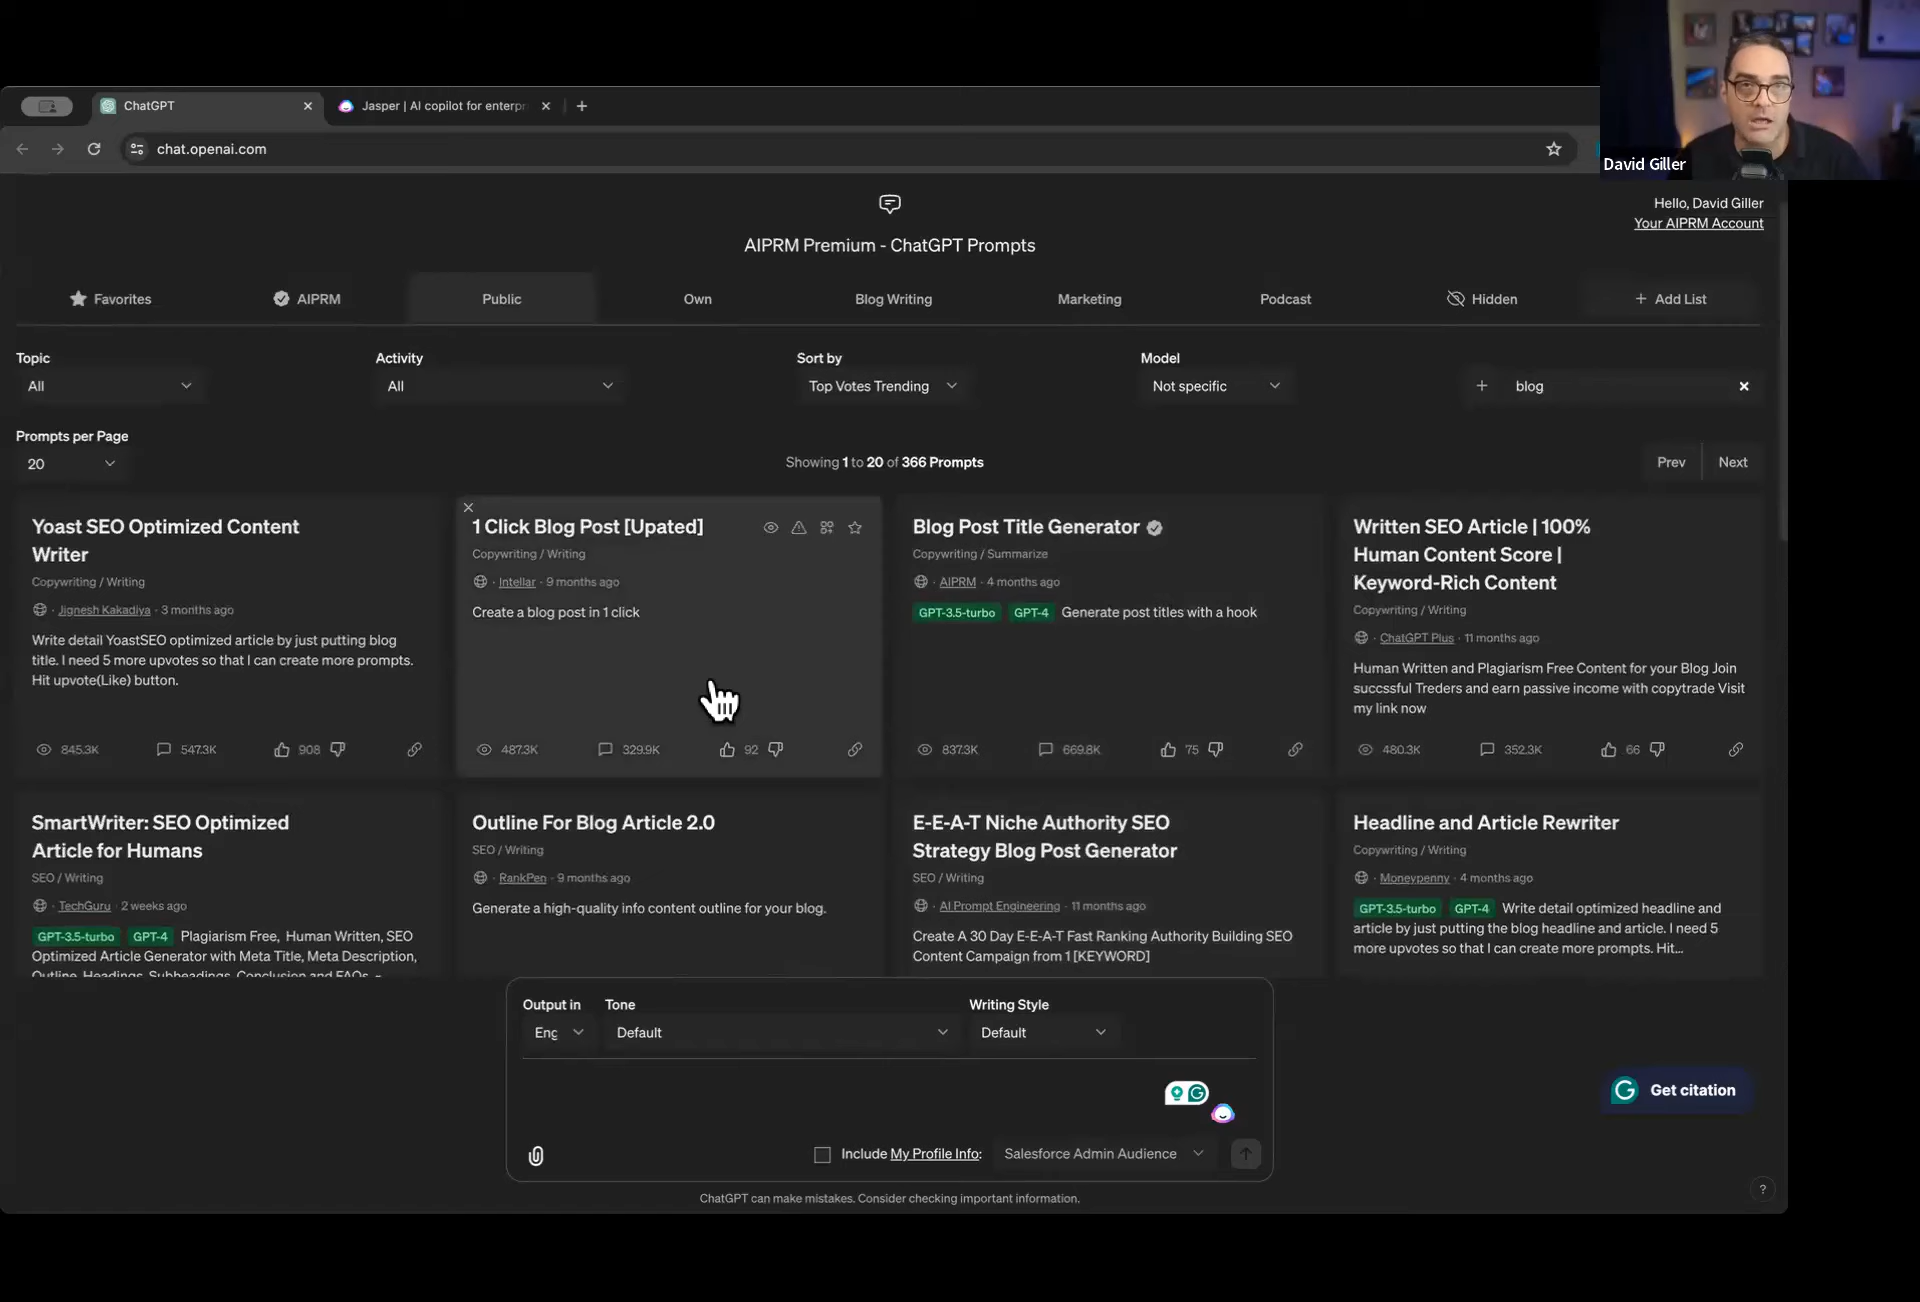 ChatGPT
Jasper | AI copilot for enterpr
chat.openai.com
David Giller
Hello, David Giller
Your AIPRM Account
AIPRM Premium - ChatGPT Prompts
Favorites
AIPRM
Public
Own
Blog Writing
Marketing
Podcast
Hidden
+ Add List
Topic
All
Activity
All
Sort by
Top Votes Trending
Model
Not specific
+ blog
Prompts per Page
20
Showing 1 to 20 of 366 Prompts
Prev
Next
Yoast SEO Optimized Content
Writer
Copywriting / Writing
· Jignesh Kakadiya · 3 months ago
Write detail YoastSEO optimized article by just putting blog
title. I need 5 more upvotes so that I can create more prompts.
Hit upvote(Like) button.
845.3K 547.3K 908
1 Click Blog Post [Upated]
Copywriting / Writing
· Intellar · 9 months ago
Create a blog post in 1 click
487.3K 329.9K 92
Blog Post Title Generator
Copywriting / Summarize
· AIPRM · 4 months ago
GPT-3.5-turbo GPT-4 Generate post titles with a hook
837.3K 669.8K 75
Written SEO Article | 100%
Human Content Score |
Keyword-Rich Content
Copywriting / Writing
· ChatGPT Plus · 11 months ago
Human Written and Plagiarism Free Content for your Blog Join
succssful Treders and earn passive income with copytrade Visit
my link now
480.3K 352.3K 66
SmartWriter: SEO Optimized
Article for Humans
SEO / Writing
· TechGuru · 2 weeks ago
GPT-3.5-turbo GPT-4 Plagiarism Free, Human Written, SEO
Optimized Article Generator with Meta Title, Meta Description,
Outline, Headings, Subheadings, Conclusion and FAQs -
Outline For Blog Article 2.0
SEO / Writing
· RankPen · 9 months ago
Generate a high-quality info content outline for your blog.
E-E-A-T Niche Authority SEO
Strategy Blog Post Generator
SEO / Writing
· AI Prompt Engineering · 11 months ago
Create A 30 Day E-E-A-T Fast Ranking Authority Building SEO
Content Campaign from 1 [KEYWORD]
Headline and Article Rewriter
Copywriting / Writing
· Moneypenny · 4 months ago
GPT-3.5-turbo GPT-4 Write detail optimized headline and
article by just putting the blog headline and article. I need 5
more upvotes so that I can create more prompts. Hit...
Output in
Eng
Tone
Default
Writing Style
Default
Get citation
Include My Profile Info:
Salesforce Admin Audience
ChatGPT can make mistakes. Consider checking important information.
?